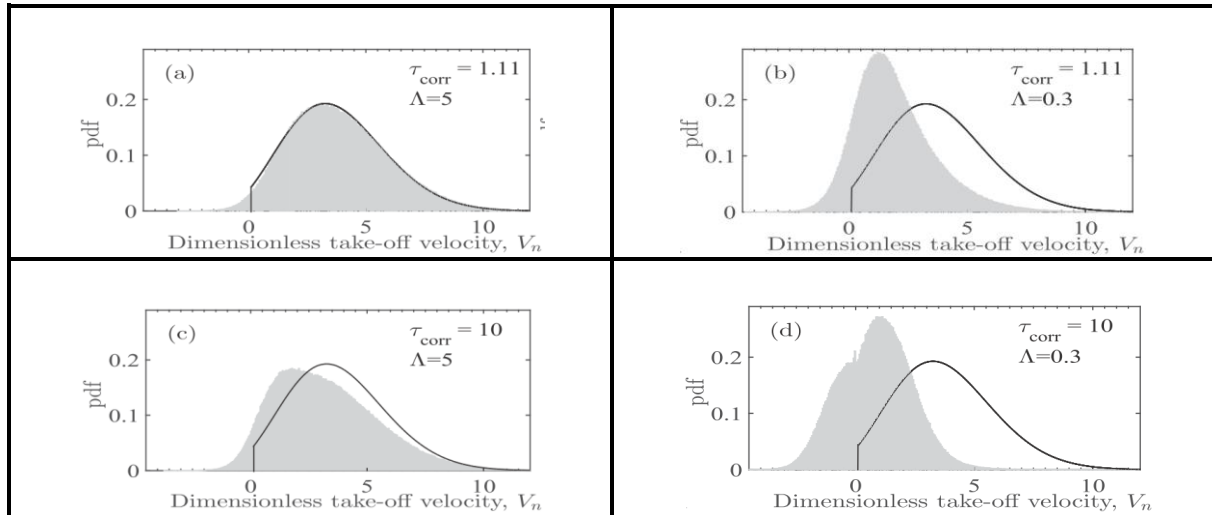 (a)
τcorr = 1.11
Λ=5
0.2
pdf
0.1
0
0 5 10
Dimensionless take-off velocity, Vn
(b)
τcorr = 1.11
Λ=0.3
0.2
pdf
0.1
0
0 5 10
Dimensionless take-off velocity, Vn
(c)
τcorr = 10
Λ=5
0.2
pdf
0.1
0
0 5 10
Dimensionless take-off velocity, Vn
(d)
τcorr = 10
Λ=0.3
0.2
pdf
0.1
0
0 5 10
Dimensionless take-off velocity, Vn